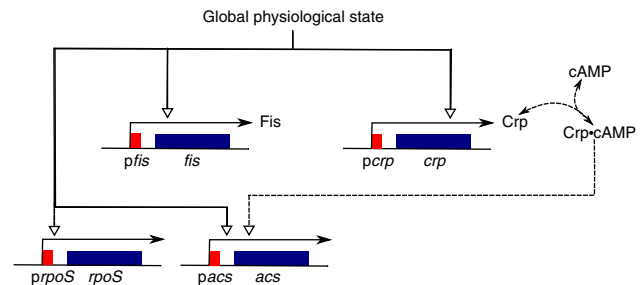 Global physiological state
cAMP
Fis
Crp
Crp•cAMP
pfis fis
pcrp crp
prpoS rpoS
pacs acs